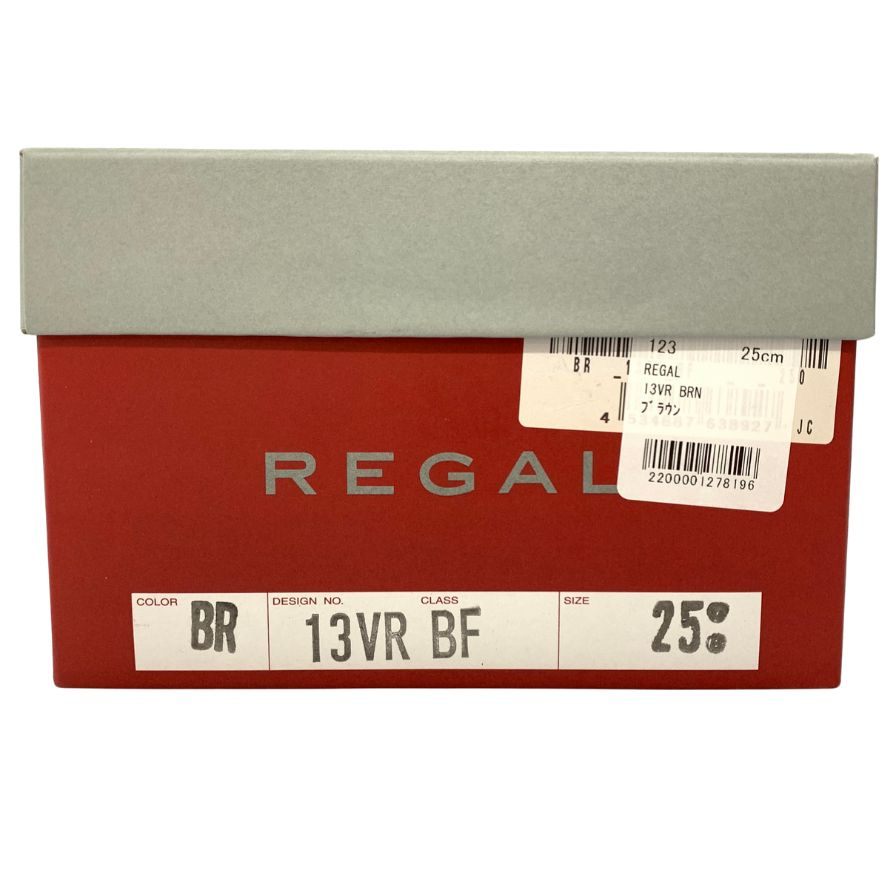 123 25cm
BR
REGAL
13VR BRN
ブラウン
JC
2200001278196
REGAL
COLOR BR DESIGN NO. CLASS 13VR BF SIZE 25